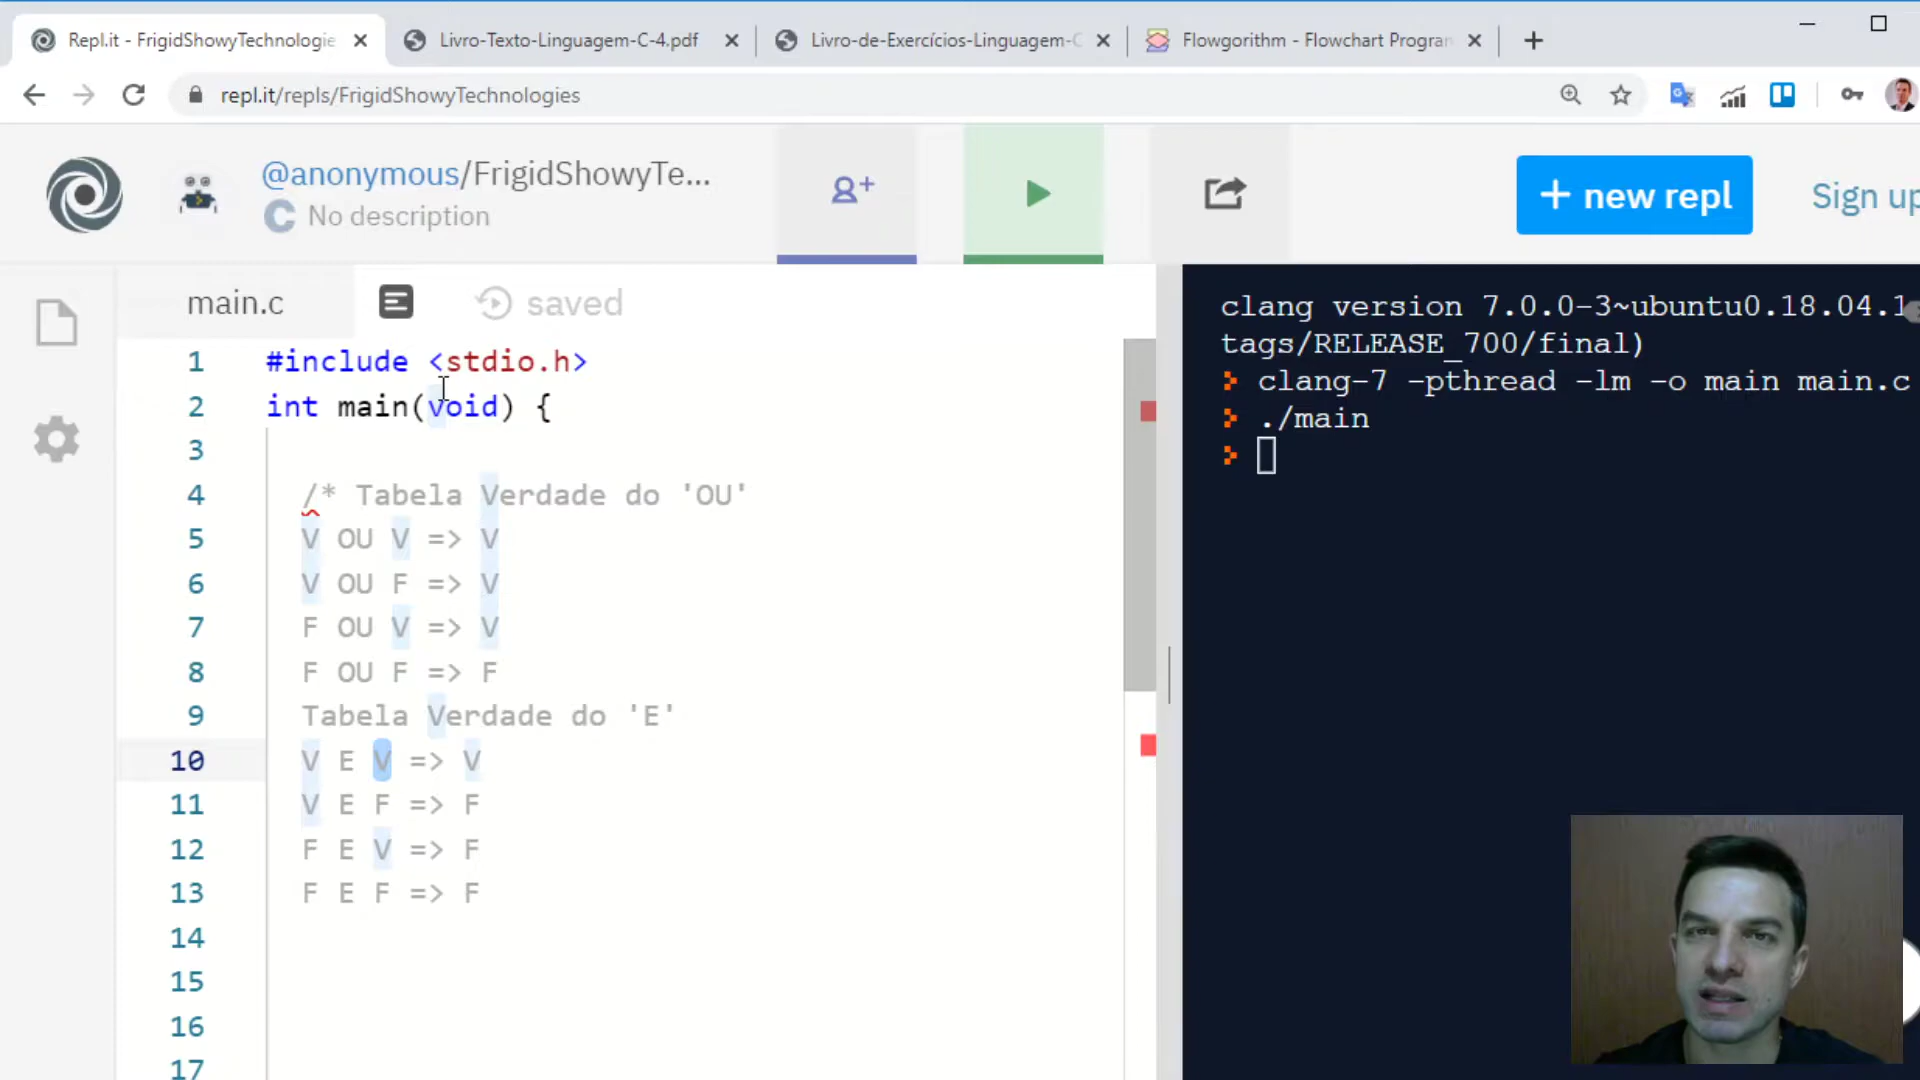 Repl.it - FrigidShowyTechnologie
Livro-Texto-Linguagem-C-4.pdf
Livro-de-Exercícios-Linguagem-C
Flowgorithm - Flowchart Program
repl.it/repls/FrigidShowyTechnologies
@anonymous/FrigidShowyTe...
No description
+ new repl
Sign up
main.c
saved
1 #include <stdio.h>
2 int main(void) {
3
4 /* Tabela Verdade do 'OU'
5 V OU V => V
6 V OU F => V
7 F OU V => V
8 F OU F => F
9 Tabela Verdade do 'E'
10 V E V => V
11 V E F => F
12 F E V => F
13 F E F => F
14
15
16
17
clang version 7.0.0-3~ubuntu0.18.04.1
tags/RELEASE_700/final)
> clang-7 -pthread -lm -o main main.c
> ./main
>